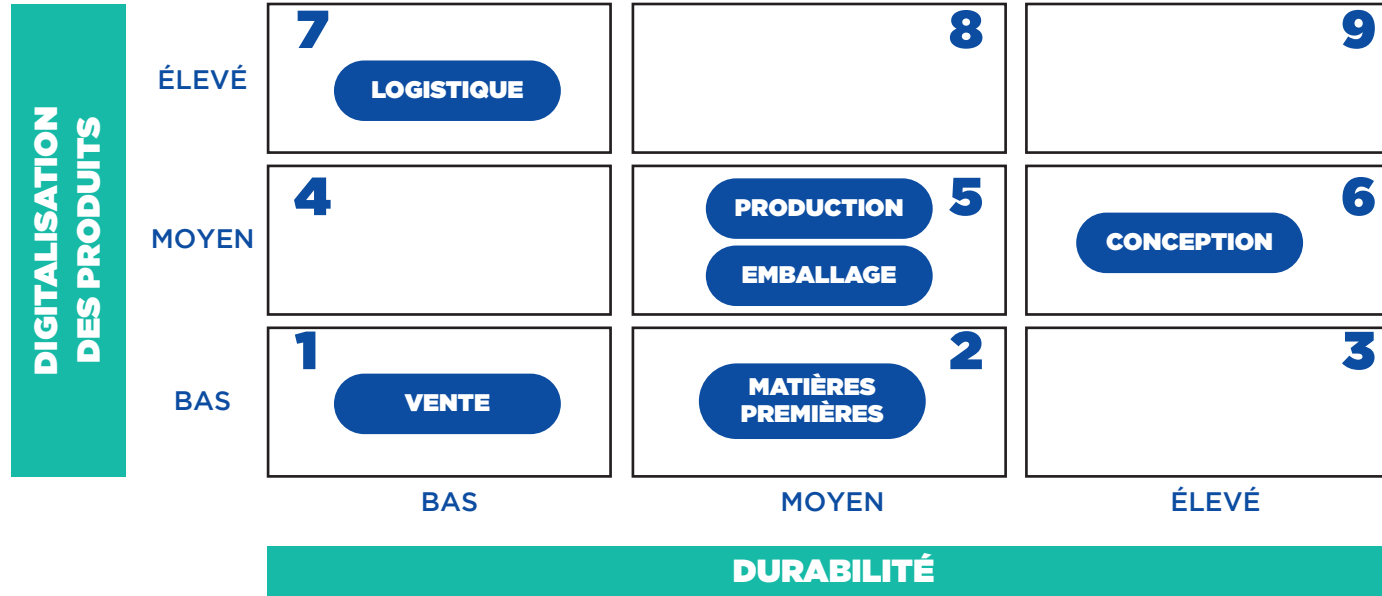 DIGITALISATION
DES PRODUITS
ÉLEVÉ
7
LOGISTIQUE
8
9
MOYEN
4
PRODUCTION
EMBALLAGE
5
CONCEPTION
6
BAS
1
VENTE
MATIÈRES
PREMIÈRES
2
3
BAS
MOYEN
ÉLEVÉ
DURABILITÉ